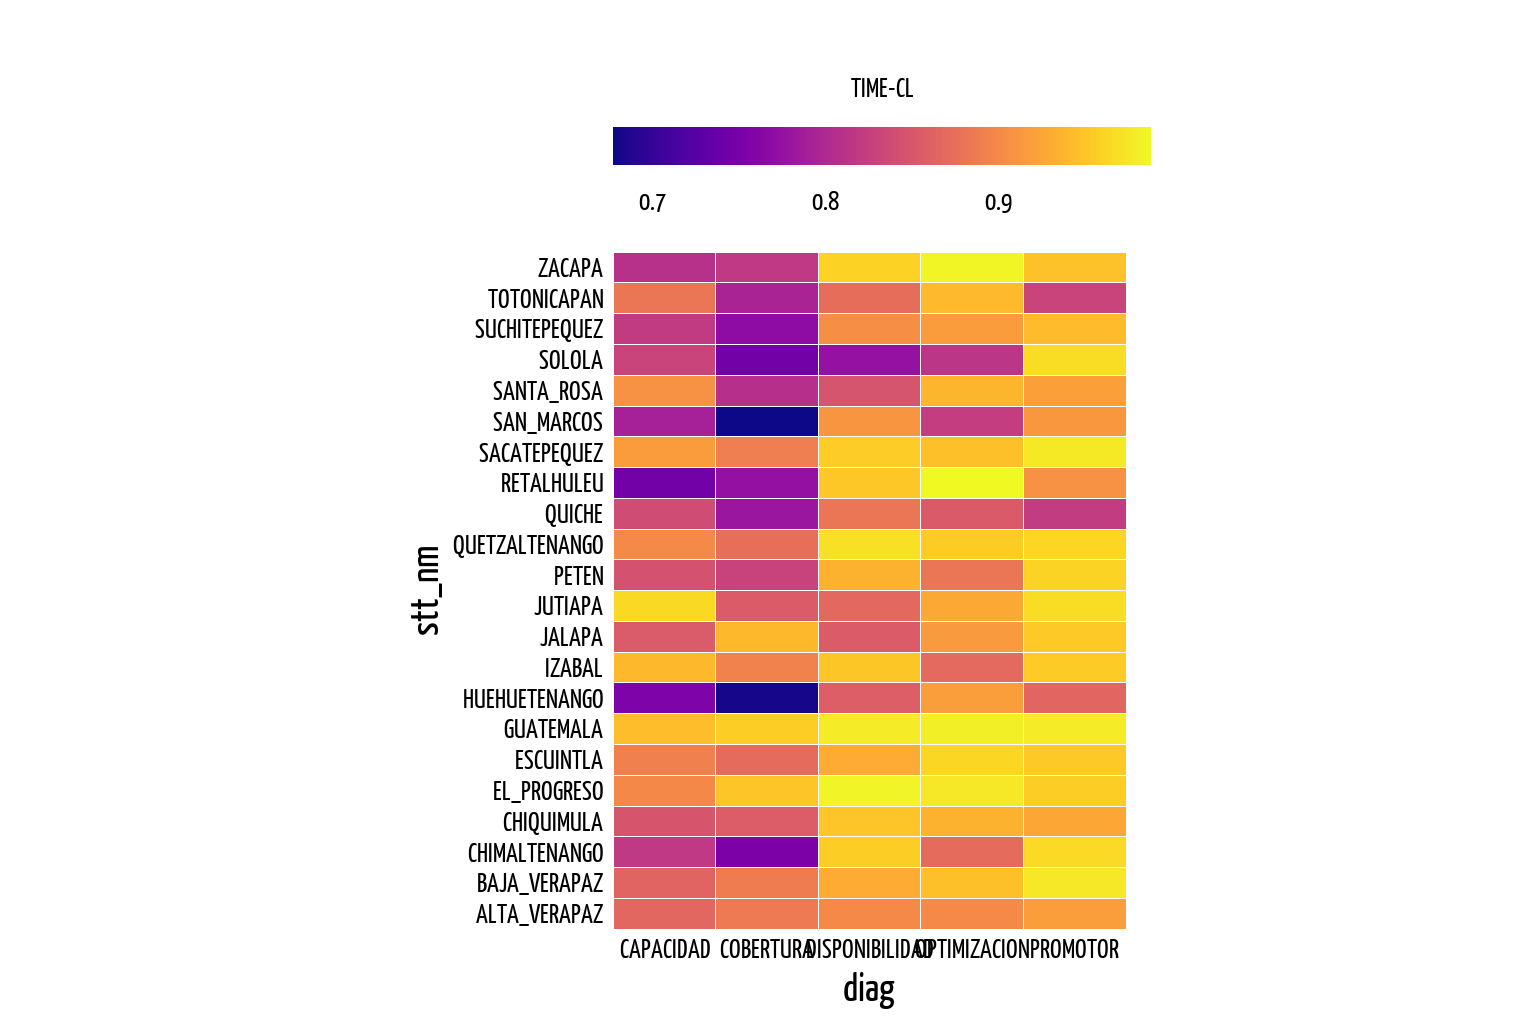 TIME-CL
0.7 0.8 0.9
ZACAPA
TOTONICAPAN
SUCHITEPEQUEZ
SOLOLA
SANTA_ROSA
SAN_MARCOS
SACATEPEQUEZ
RETALHULEU
QUICHE
QUETZALTENANGO
PETEN
JUTIAPA
JALAPA
IZABAL
HUEHUETENANGO
GUATEMALA
ESCUINTLA
EL_PROGRESO
CHIQUIMULA
CHIMALTENANGO
BAJA_VERAPAZ
ALTA_VERAPAZ
stt_nm
CAPACIDAD COBERTURA DISPONIBILIDAD OPTIMIZACION PROMOTOR
diag